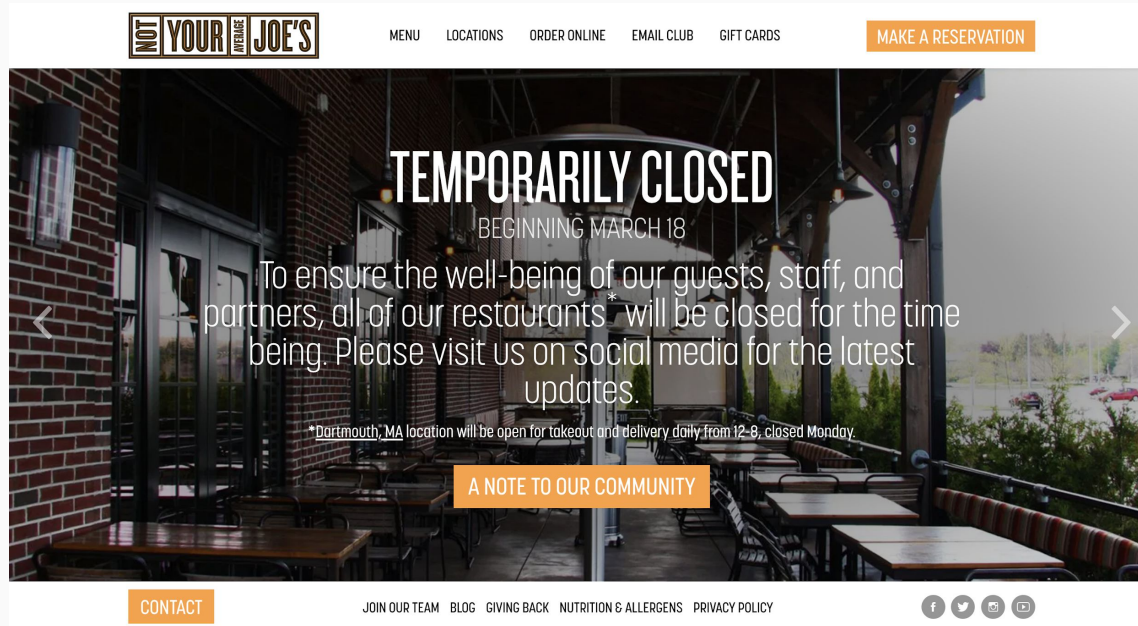 NOT YOUR AVERAGE JOE'S
MENU LOCATIONS ORDER ONLINE EMAIL CLUB GIFT CARDS
MAKE A RESERVATION
TEMPORARILY CLOSED
BEGINNING MARCH 18
To ensure the well-being of our guests, staff, and
partners, all of our restaurants* will be closed for the time
being. Please visit us on social media for the latest
updates.
*Dartmouth, MA location will be open for takeout and delivery daily from 12-8, closed Monday.
A NOTE TO OUR COMMUNITY
CONTACT
JOIN OUR TEAM BLOG GIVING BACK NUTRITION & ALLERGENS PRIVACY POLICY